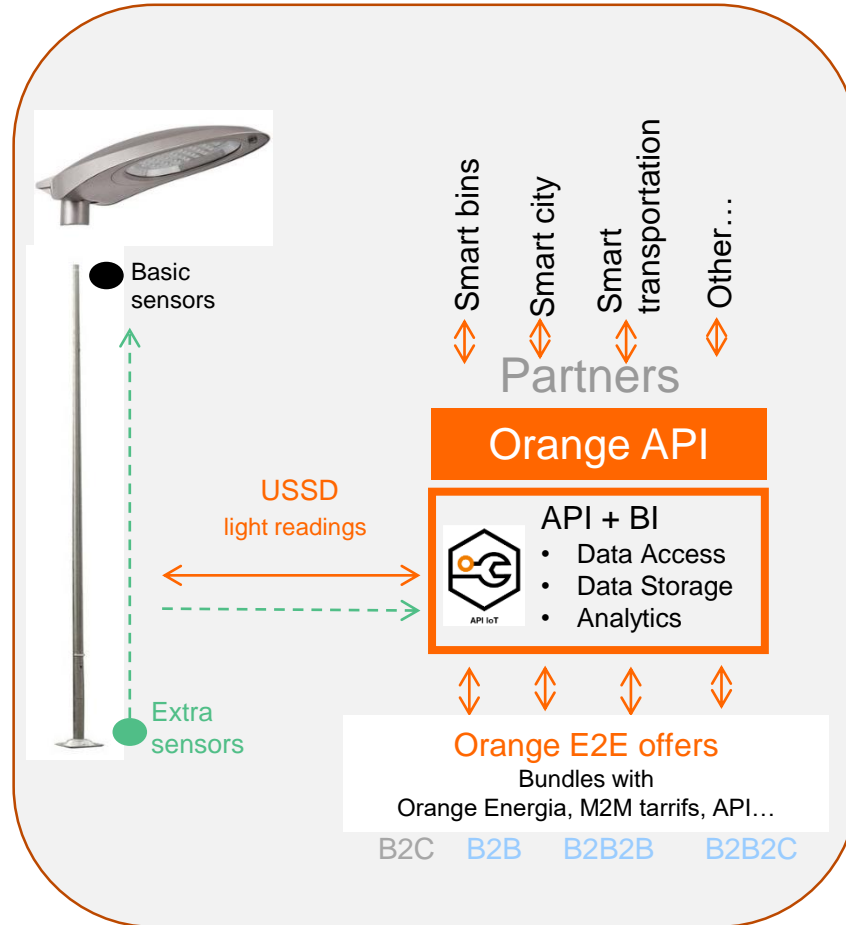 Smart bins
Smart city
Smart
transportation
Other…
Basic
sensors
Partners
Orange API
USSD
light readings
API + BI
• Data Access
• Data Storage
• Analytics
API IoT
Extra
sensors
Orange E2E offers
Bundles with
Orange Energia, M2M tarrifs, API…
B2C B2B B2B2B B2B2C